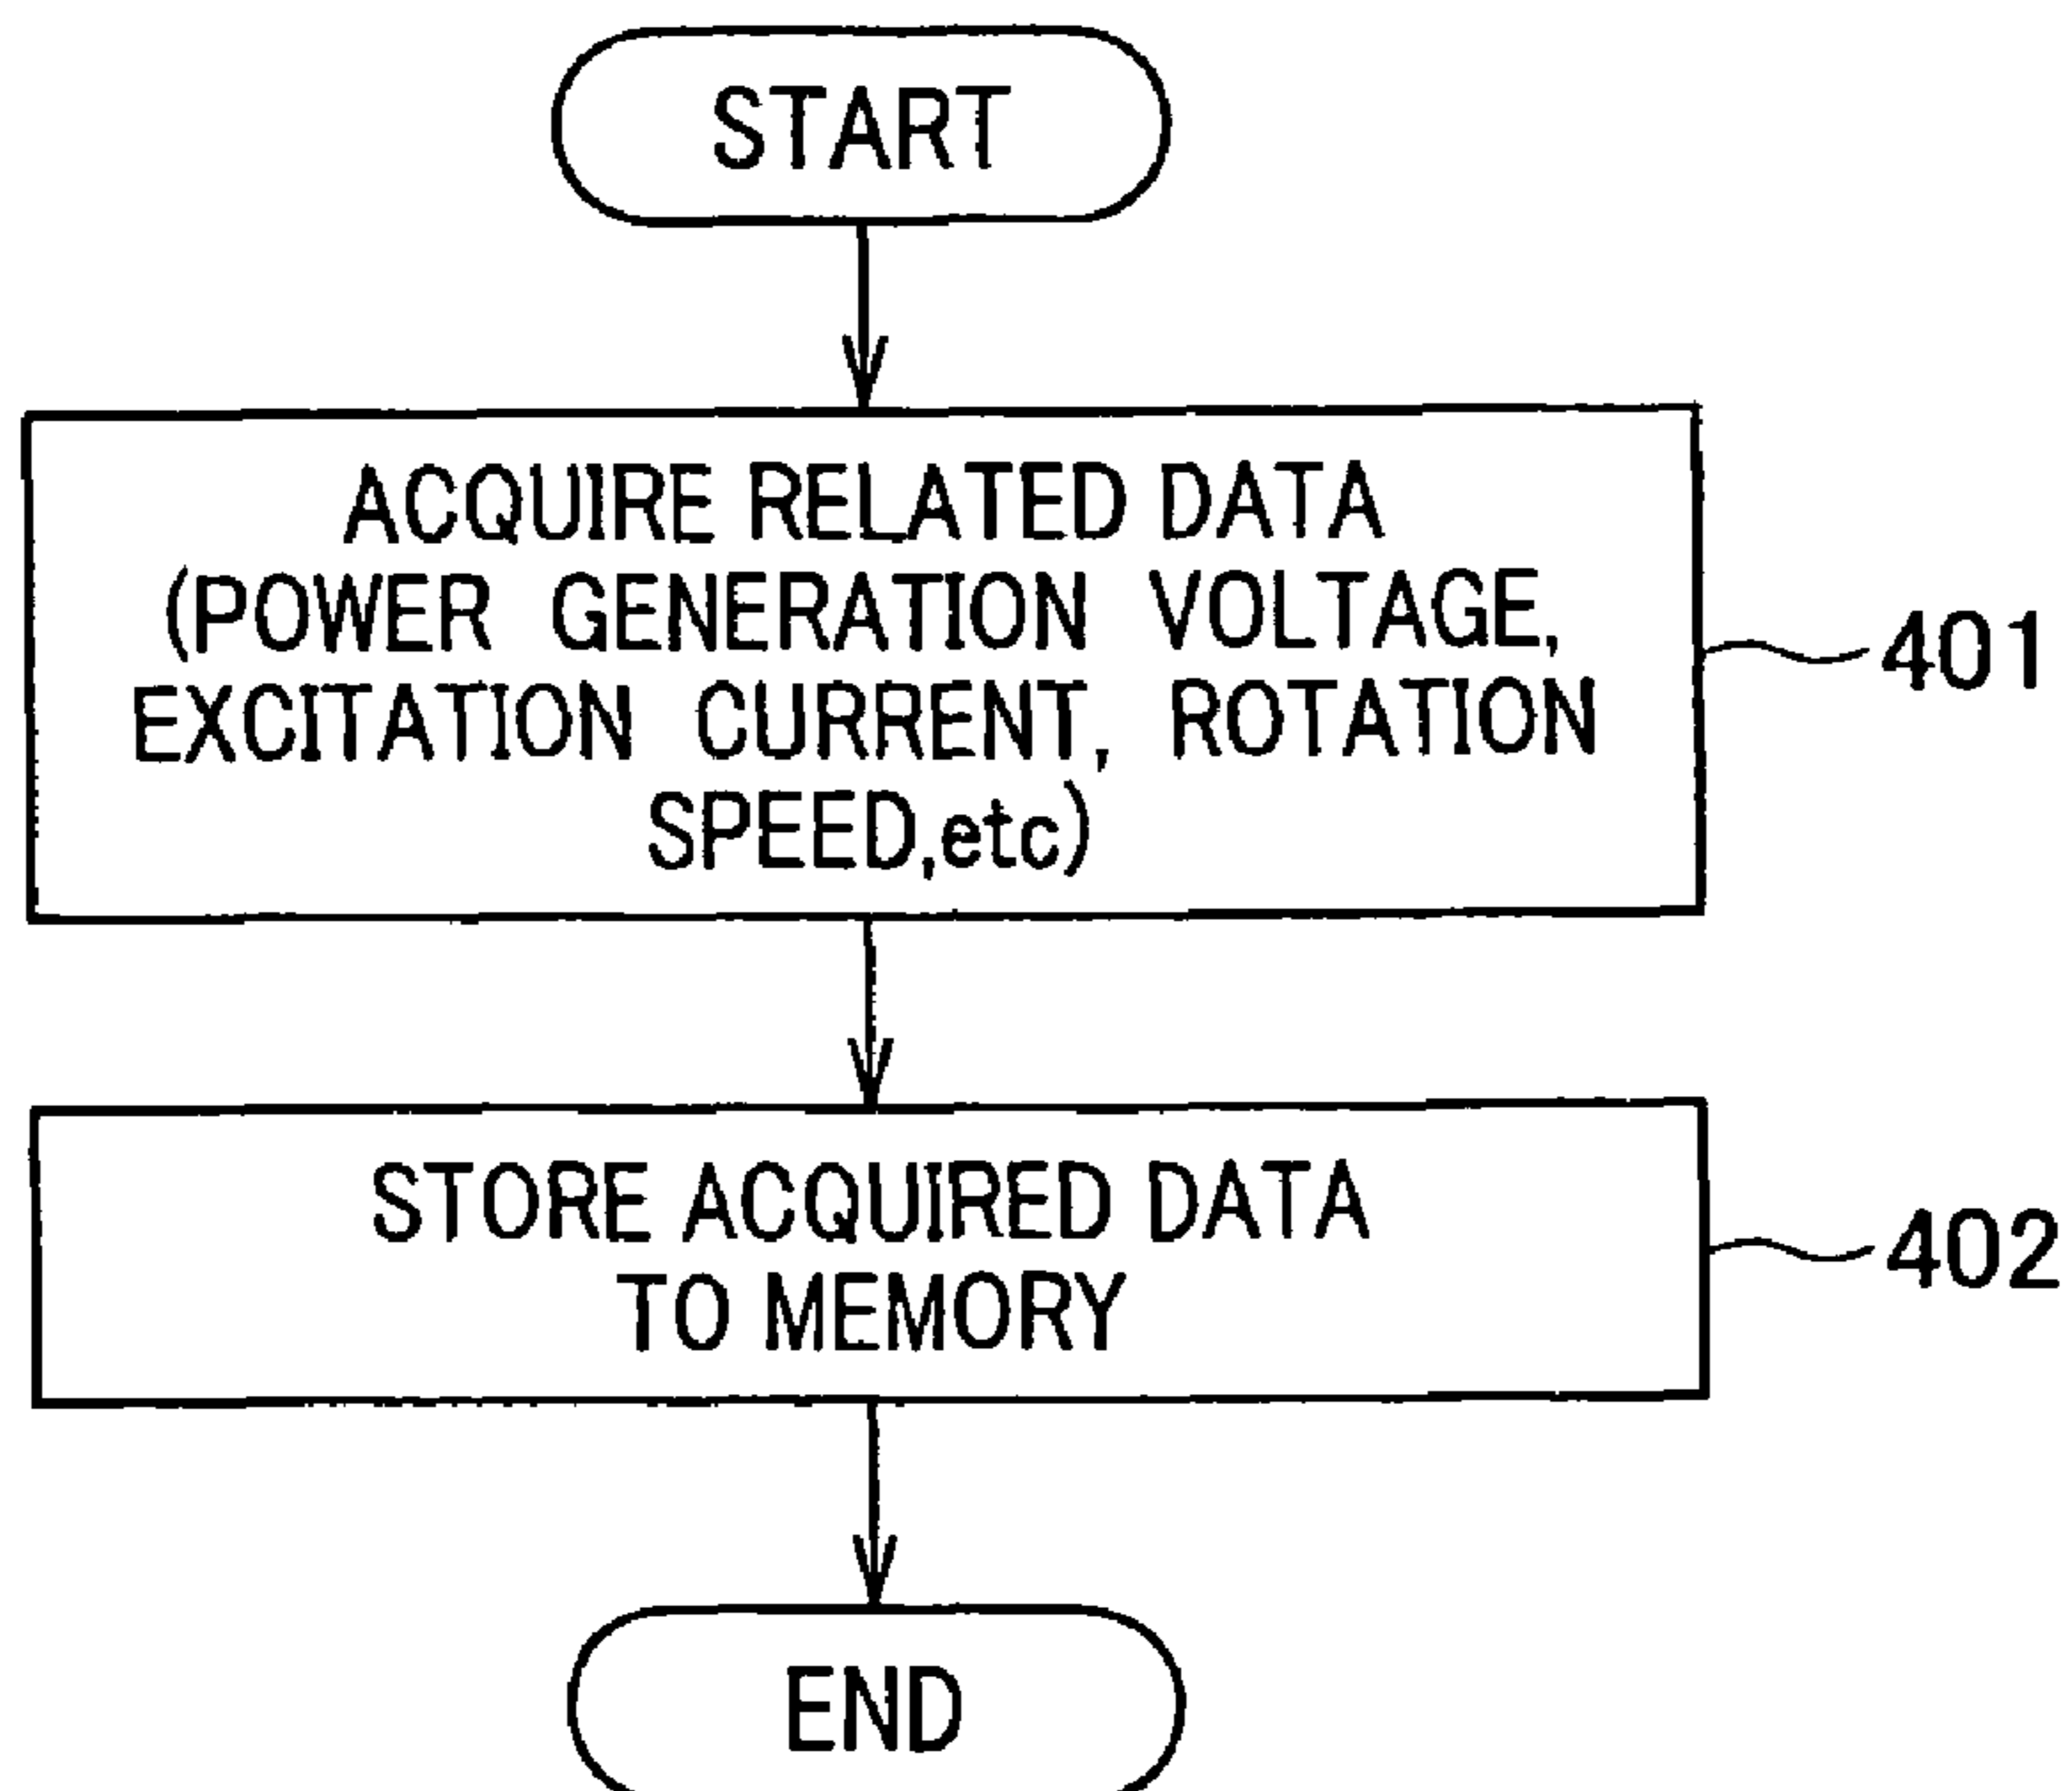 START
ACQUIRE RELATED DATA
(POWER GENERATION VOLTAGE,
EXCITATION CURRENT, ROTATION
SPEED,etc)
401
STORE ACQUIRED DATA
TO MEMORY
402
END